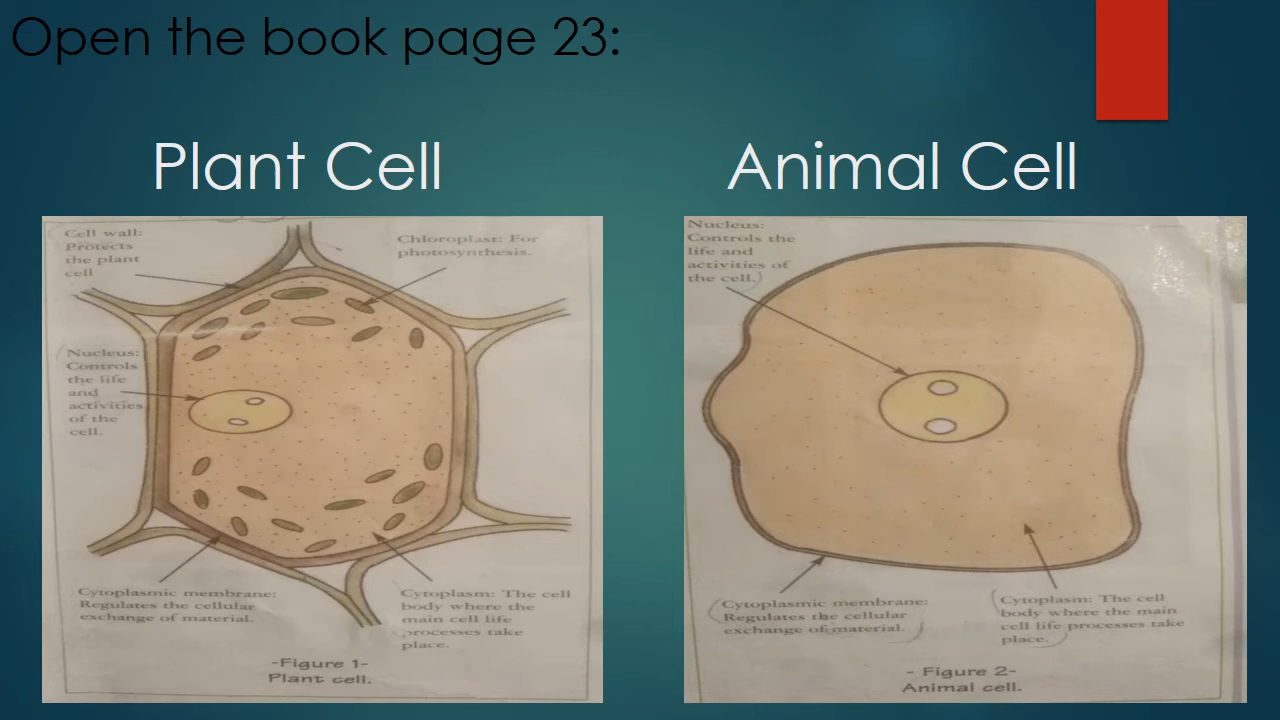 Open the book page 23:
Plant Cell
Animal Cell
Cell wall:
Protects
the plant
cell
Chloroplast: For
photosynthesis.
Nucleus:
Controls
the life
and
activities
of the
cell.
Cytoplasmic membrane:
Regulates the cellular
exchange of material.
Cytoplasm: The cell
body where the
main cell life
processes take
place.
-Figure 1-
Plant cell.
Nucleus:
Controls the
life and
activities of
the cell.
Cytoplasmic membrane:
Regulates the cellular
exchange of material.
Cytoplasm: The cell
body where the main
cell life processes take
place.
- Figure 2-
Animal cell.